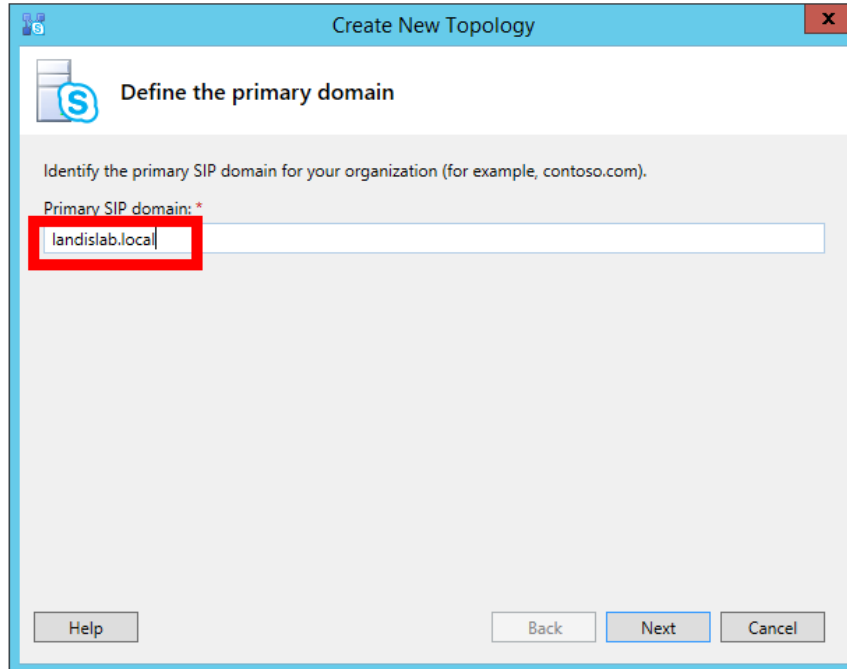 Create New Topology
Define the primary domain
Identify the primary SIP domain for your organization (for example, contoso.com).
Primary SIP domain: *
landislab.local
Help
Back
Next
Cancel